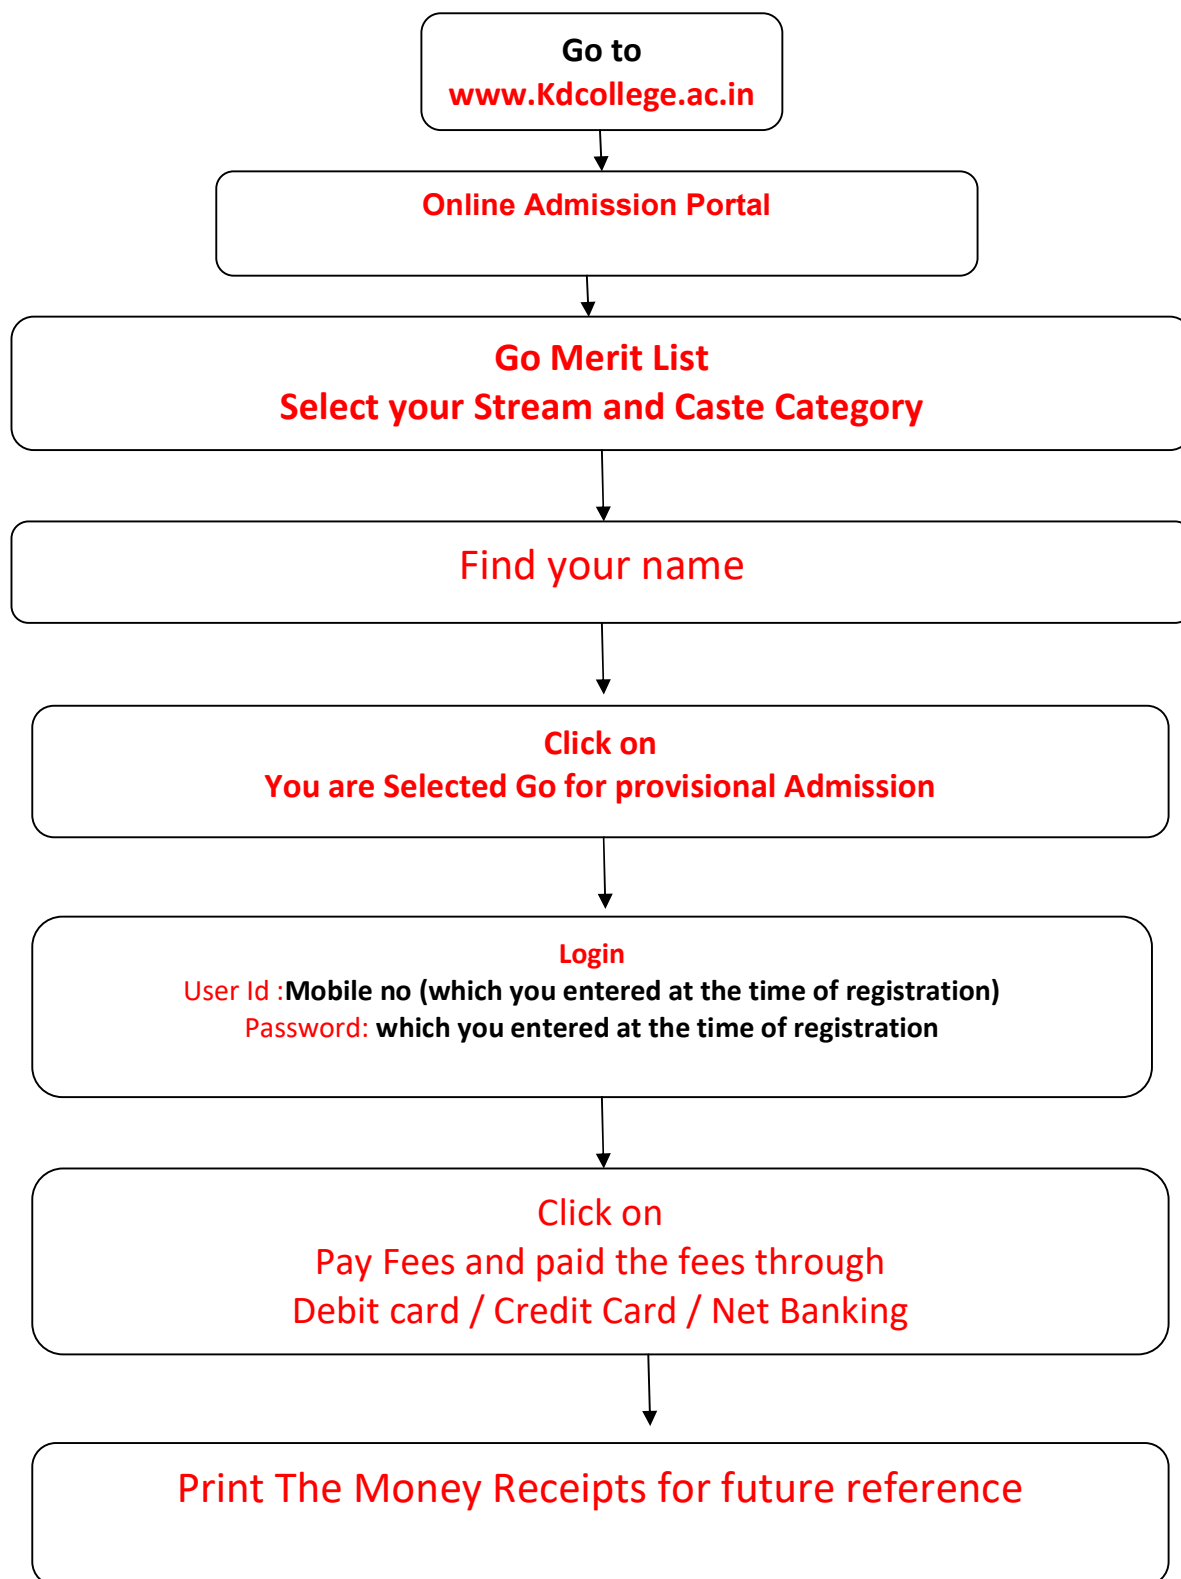 Go to
www.Kdcollege.ac.in
Online Admission Portal
Go Merit List
Select your Stream and Caste Category
Find your name
Click on
You are Selected Go for provisional Admission
Login
User Id :Mobile no (which you entered at the time of registration)
Password: which you entered at the time of registration
Click on
Pay Fees and paid the fees through
Debit card / Credit Card / Net Banking
Print The Money Receipts for future reference